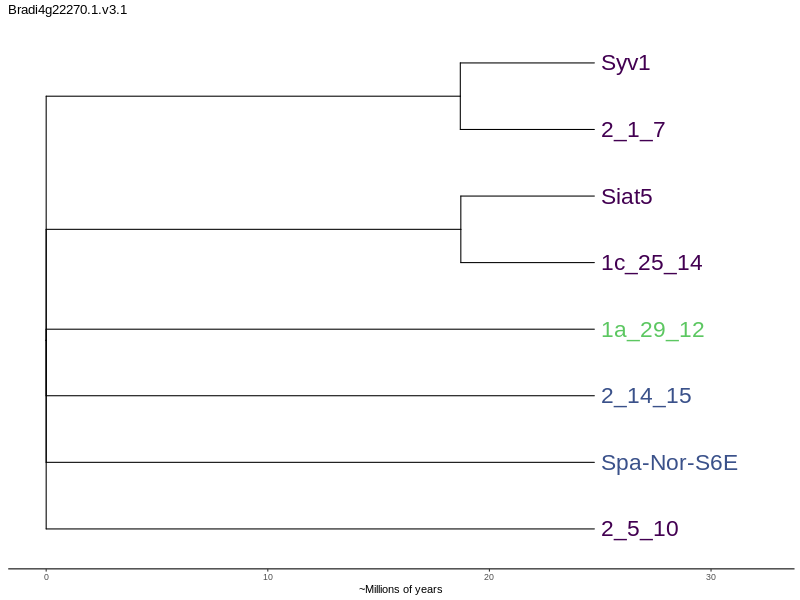 Bradi4g22270.1.v3.1
Syv1
2_1_7
Siat5
1c_25_14
1a_29_12
2_14_15
Spa-Nor-S6E
2_5_10
0 10 20 30
~Millions of years